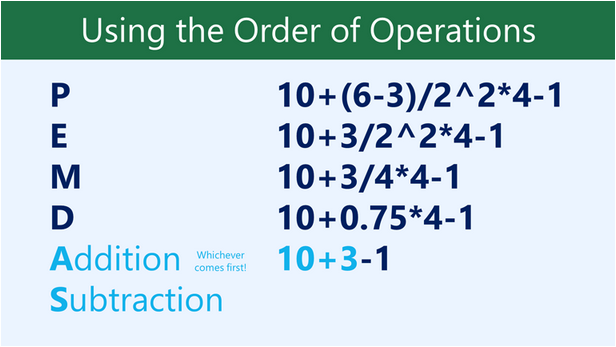 Using the Order of Operations
P 10+(6-3)/2^2*4-1
E 10+3/2^2*4-1
M 10+3/4*4-1
D 10+0.75*4-1
Addition Whichever comes first! 10+3-1
Subtraction